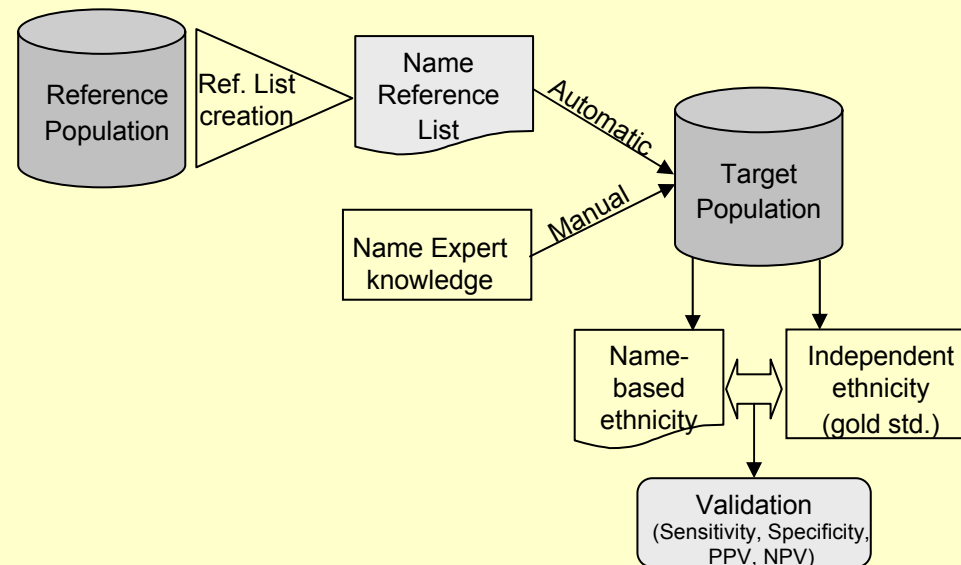 Reference
Population
Ref. List
creation
Name
Reference
List
Automatic
Manual
Name Expert
knowledge
Target
Population
Name-
based
ethnicity
Independent
ethnicity
(gold std.)
Validation
(Sensitivity, Specificity,
PPV, NPV)